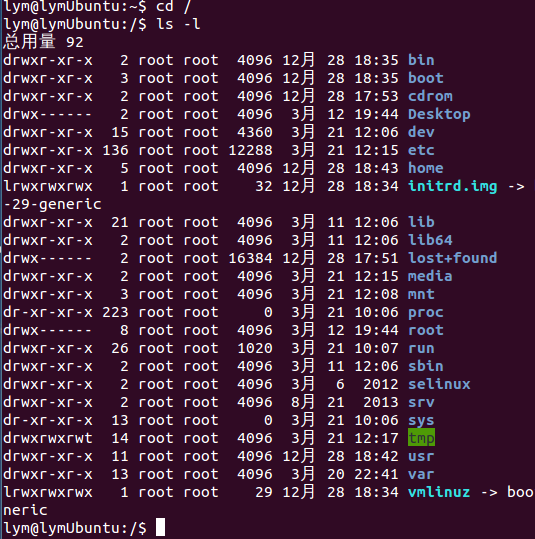 lym@lymUbuntu:~$ cd /
lym@lymUbuntu:/$ ls -l
总用量 92
drwxr-xr-x   2 root root  4096 12月 28 18:35 bin
drwxr-xr-x   3 root root  4096 12月 28 18:35 boot
drwxr-xr-x   2 root root  4096 12月 28 17:53 cdrom
drwx------   2 root root  4096  3月 12 19:44 Desktop
drwxr-xr-x  15 root root  4360  3月 21 12:06 dev
drwxr-xr-x 136 root root 12288  3月 21 12:15 etc
drwxr-xr-x   5 root root  4096 12月 28 18:43 home
lrwxrwxrwx   1 root root    32 12月 28 18:34 initrd.img ->
-29-generic
drwxr-xr-x  21 root root  4096  3月 11 12:06 lib
drwxr-xr-x   2 root root  4096  3月 11 12:06 lib64
drwx------   2 root root 16384 12月 28 17:51 lost+found
drwxr-xr-x   2 root root  4096  3月 21 12:15 media
drwxr-xr-x   3 root root  4096  3月 21 12:08 mnt
dr-xr-xr-x 223 root root     0  3月 21 10:06 proc
drwx------   8 root root  4096  3月 12 19:44 root
drwxr-xr-x  26 root root  1020  3月 21 10:07 run
drwxr-xr-x   2 root root  4096  3月 11 12:06 sbin
drwxr-xr-x   2 root root  4096  3月  6  2012 selinux
drwxr-xr-x   2 root root  4096  8月 21  2013 srv
dr-xr-xr-x  13 root root     0  3月 21 10:06 sys
drwxrwxrwt  14 root root  4096  3月 21 12:17 tmp
drwxr-xr-x  11 root root  4096 12月 28 18:42 usr
drwxr-xr-x  13 root root  4096  3月 20 22:41 var
lrwxrwxrwx   1 root root    29 12月 28 18:34 vmlinuz -> boo
neric
lym@lymUbuntu:/$